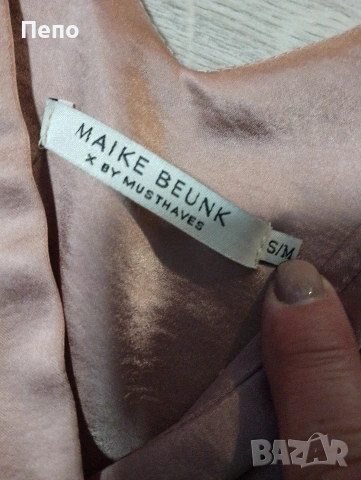 Пепо
MAIKE BEUNK
X BY MUSTHAVES
S/M
BAZAR